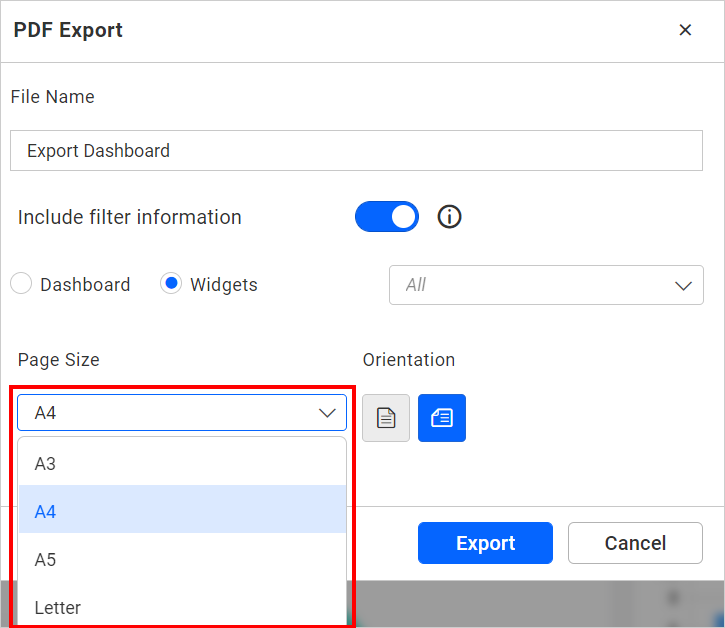 PDF Export
File Name
Export Dashboard
Include filter information
Dashboard Widgets All
Page Size Orientation
A4
A3
A4
A5
Letter
Export Cancel